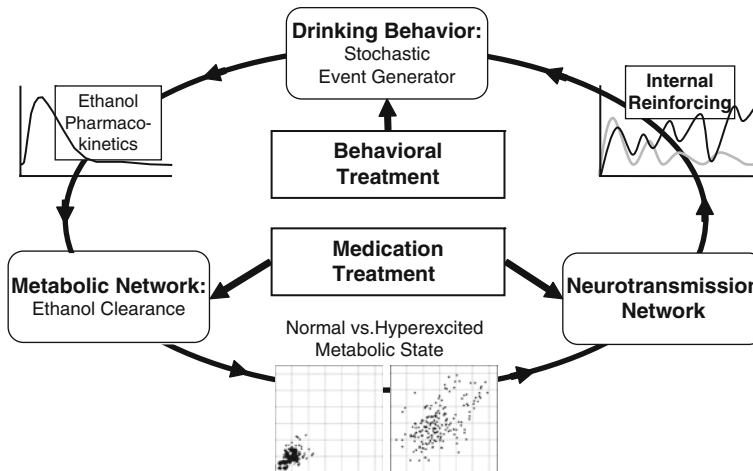 Drinking Behavior:
Stochastic
Event Generator
Ethanol
Pharmaco-
kinetics
Internal
Reinforcing
Behavioral
Treatment
Medication
Treatment
Metabolic Network:
Ethanol Clearance
Neurotransmission
Network
Normal vs.Hyperexcited
Metabolic State